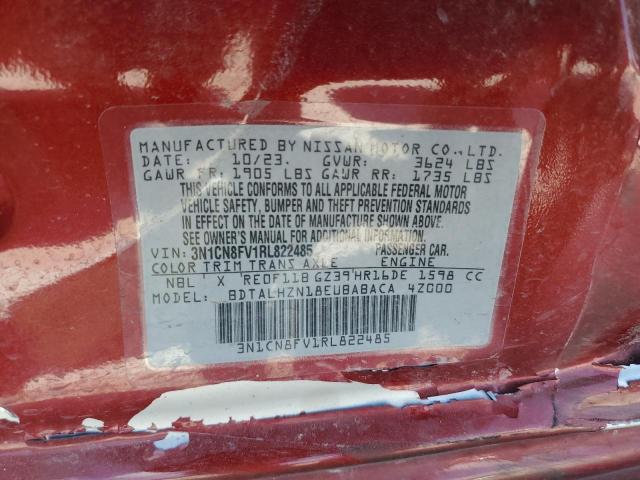 MANUFACTURED BY NISSAN MOTOR CO., LTD.
DATE: 10/23. GVWR: 3624 LBS
GAWR FR: 1905 LBS GAWR RR: 1735 LBS
THIS VEHICLE CONFORMS TO ALL APPLICABLE FEDERAL MOTOR
VEHICLE SAFETY, BUMPER AND THEFT PREVENTION STANDARDS
IN EFFECT ON THE DATE OF MANUFACTURE SHOWN ABOVE.
SEE OWNER'S MANUAL FOR ADDITIONAL INFORMATION.
VIN: 3N1CN8FV1RL822485 PASSENGER CAR
COLOR TRIM TRANS AXLE ENGINE
NBL X RE0F11B GZ39 HR16DE 1598 CC
MODEL: BDTALHZN18EUBABACA 4Z000
3N1CN8FV1RL822485